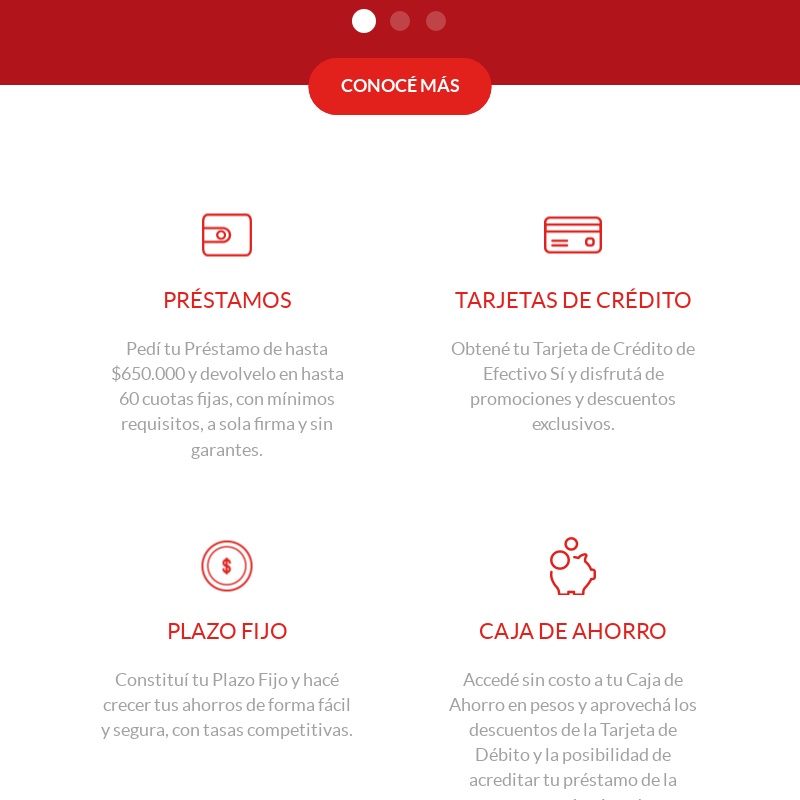 CONOCÉ MÁS
PRÉSTAMOS
Pedí tu Préstamo de hasta
$650.000 y devolvelo en hasta
60 cuotas fijas, con mínimos
requisitos, a sola firma y sin
garantes.
TARJETAS DE CRÉDITO
Obtené tu Tarjeta de Crédito de
Efectivo Sí y disfrutá de
promociones y descuentos
exclusivos.
$
PLAZO FIJO
Constituí tu Plazo Fijo y hacé
crecer tus ahorros de forma fácil
y segura, con tasas competitivas.
CAJA DE AHORRO
Accedé sin costo a tu Caja de
Ahorro en pesos y aprovechá los
descuentos de la Tarjeta de
Débito y la posibilidad de
acreditar tu préstamo de la